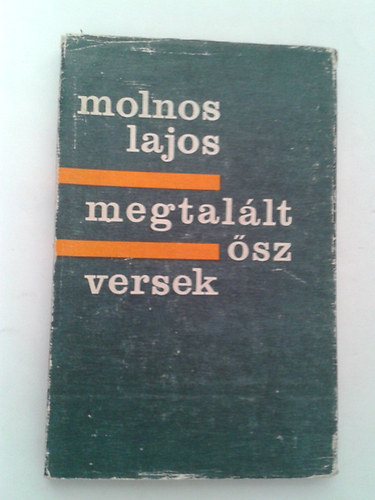 molnos
lajos
megtalált
ősz
versek